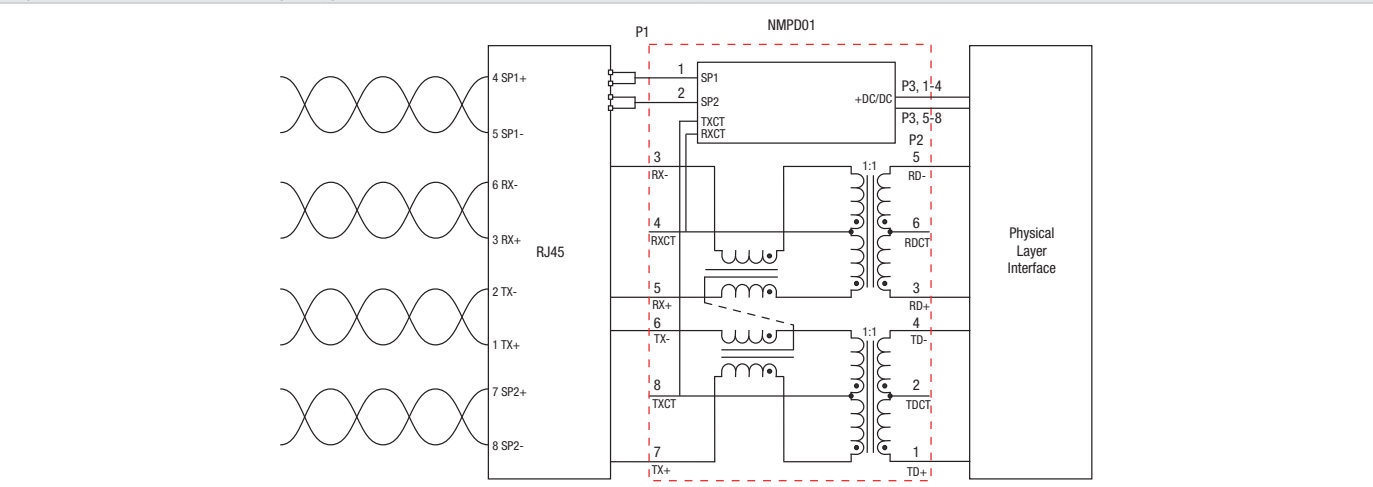 NMPD01
P1
4 SP1+
5 SP1-
6 RX-
3 RX+
2 TX-
1 TX+
7 SP2+
8 SP2-
RJ45
1
SP1
2
SP2
TXCT
RXCT
+DC/DC
P3, 1-4
P3, 5-8
P2
3
RX-
4
RXCT
5
RX+
6
TX-
8
TXCT
7
TX+
1:1
1:1
5
RD-
6
RDCT
3
RD+
4
TD-
2
TDCT
1
TD+
Physical
Layer
Interface